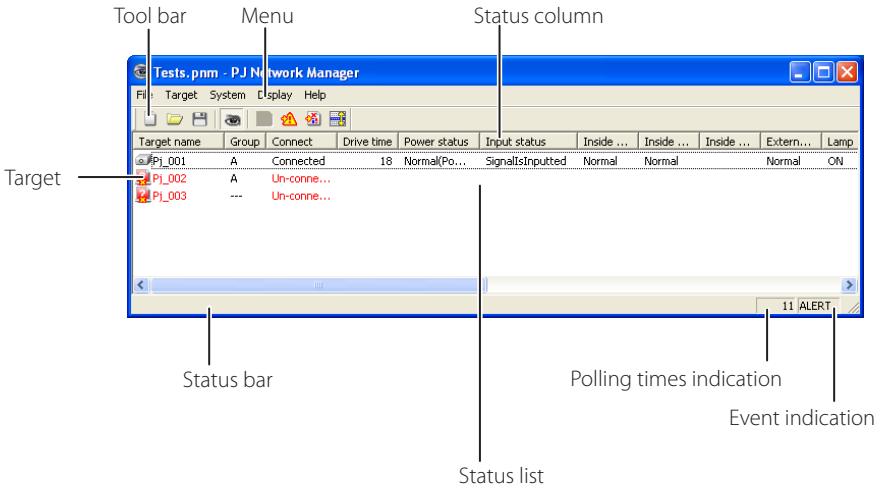 Tool bar Menu Status column
Tests.pnm - PJ Network Manager
File Target System Display Help
Target name Group Connect Drive time Power status Input status Inside ... Inside ... Inside ... Extern... Lamp
Pj_001 A Connected 18 Normal(Po... SignalIsInputted Normal Normal Normal ON
Target
Pj_002 A Un-conne...
Pj_003 --- Un-conne...
11 ALERT
Status bar
Polling times indication
Event indication
Status list